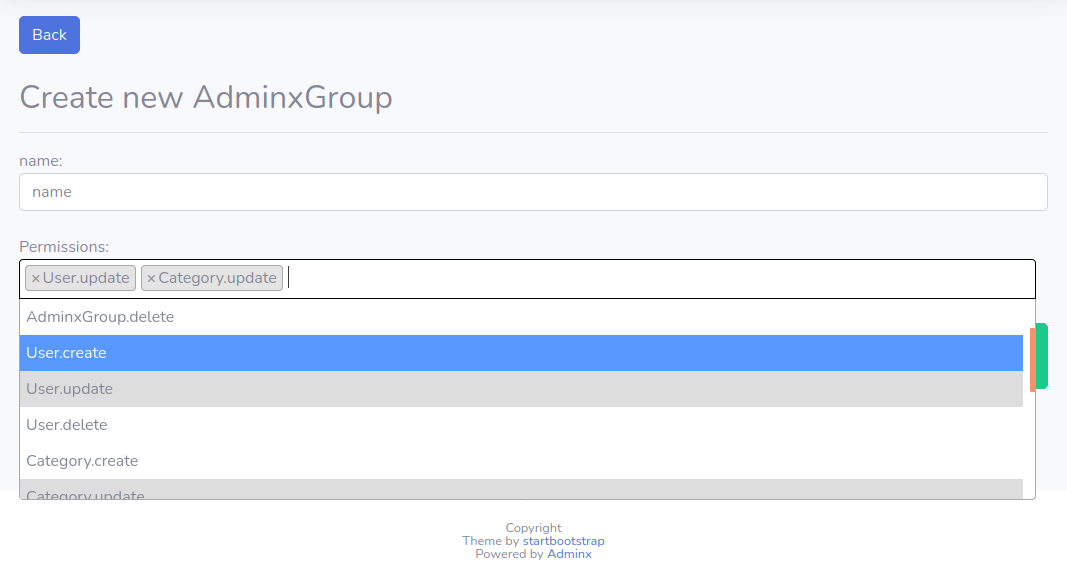 Back
Create new AdminxGroup
name:
name
Permissions:
×User.update ×Category.update
AdminxGroup.delete
User.create
User.update
User.delete
Category.create
Category.update
Copyright
Theme by startbootstrap
Powered by Adminx